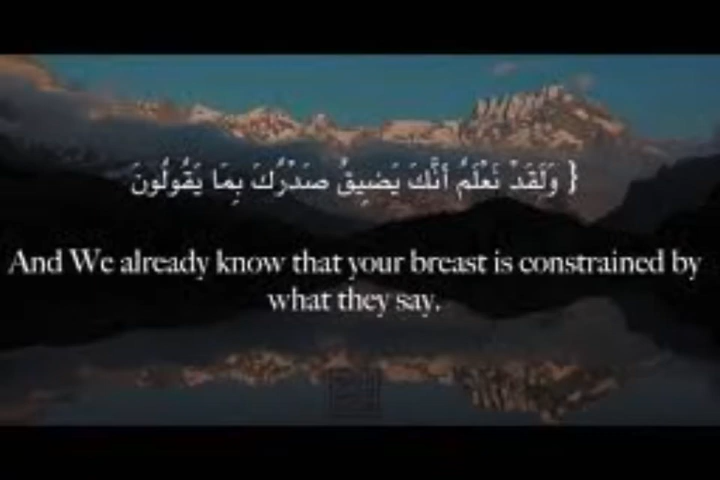 { وَلَقَدْ نَعْلَمُ أَنَّكَ يَضِيقُ صَدْرُكَ بِمَا يَقُولُونَ
And We already know that your breast is constrained by
what they say.